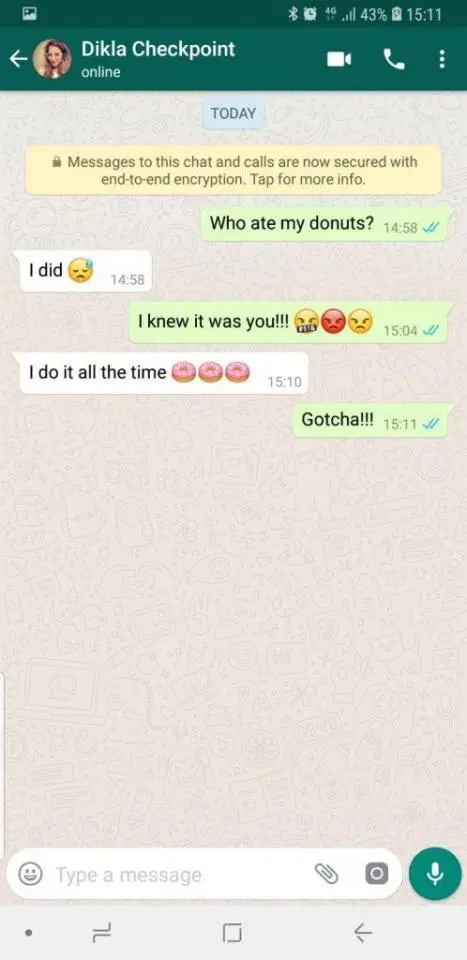 4G 43% 15:11
Dikla Checkpoint
online
TODAY
Messages to this chat and calls are now secured with
end-to-end encryption. Tap for more info.
Who ate my donuts? 14:58
I did 😓 14:58
I knew it was you!!! 🤬😡😠 15:04
I do it all the time 🍩🍩🍩 15:10
Gotcha!!! 15:11
Type a message